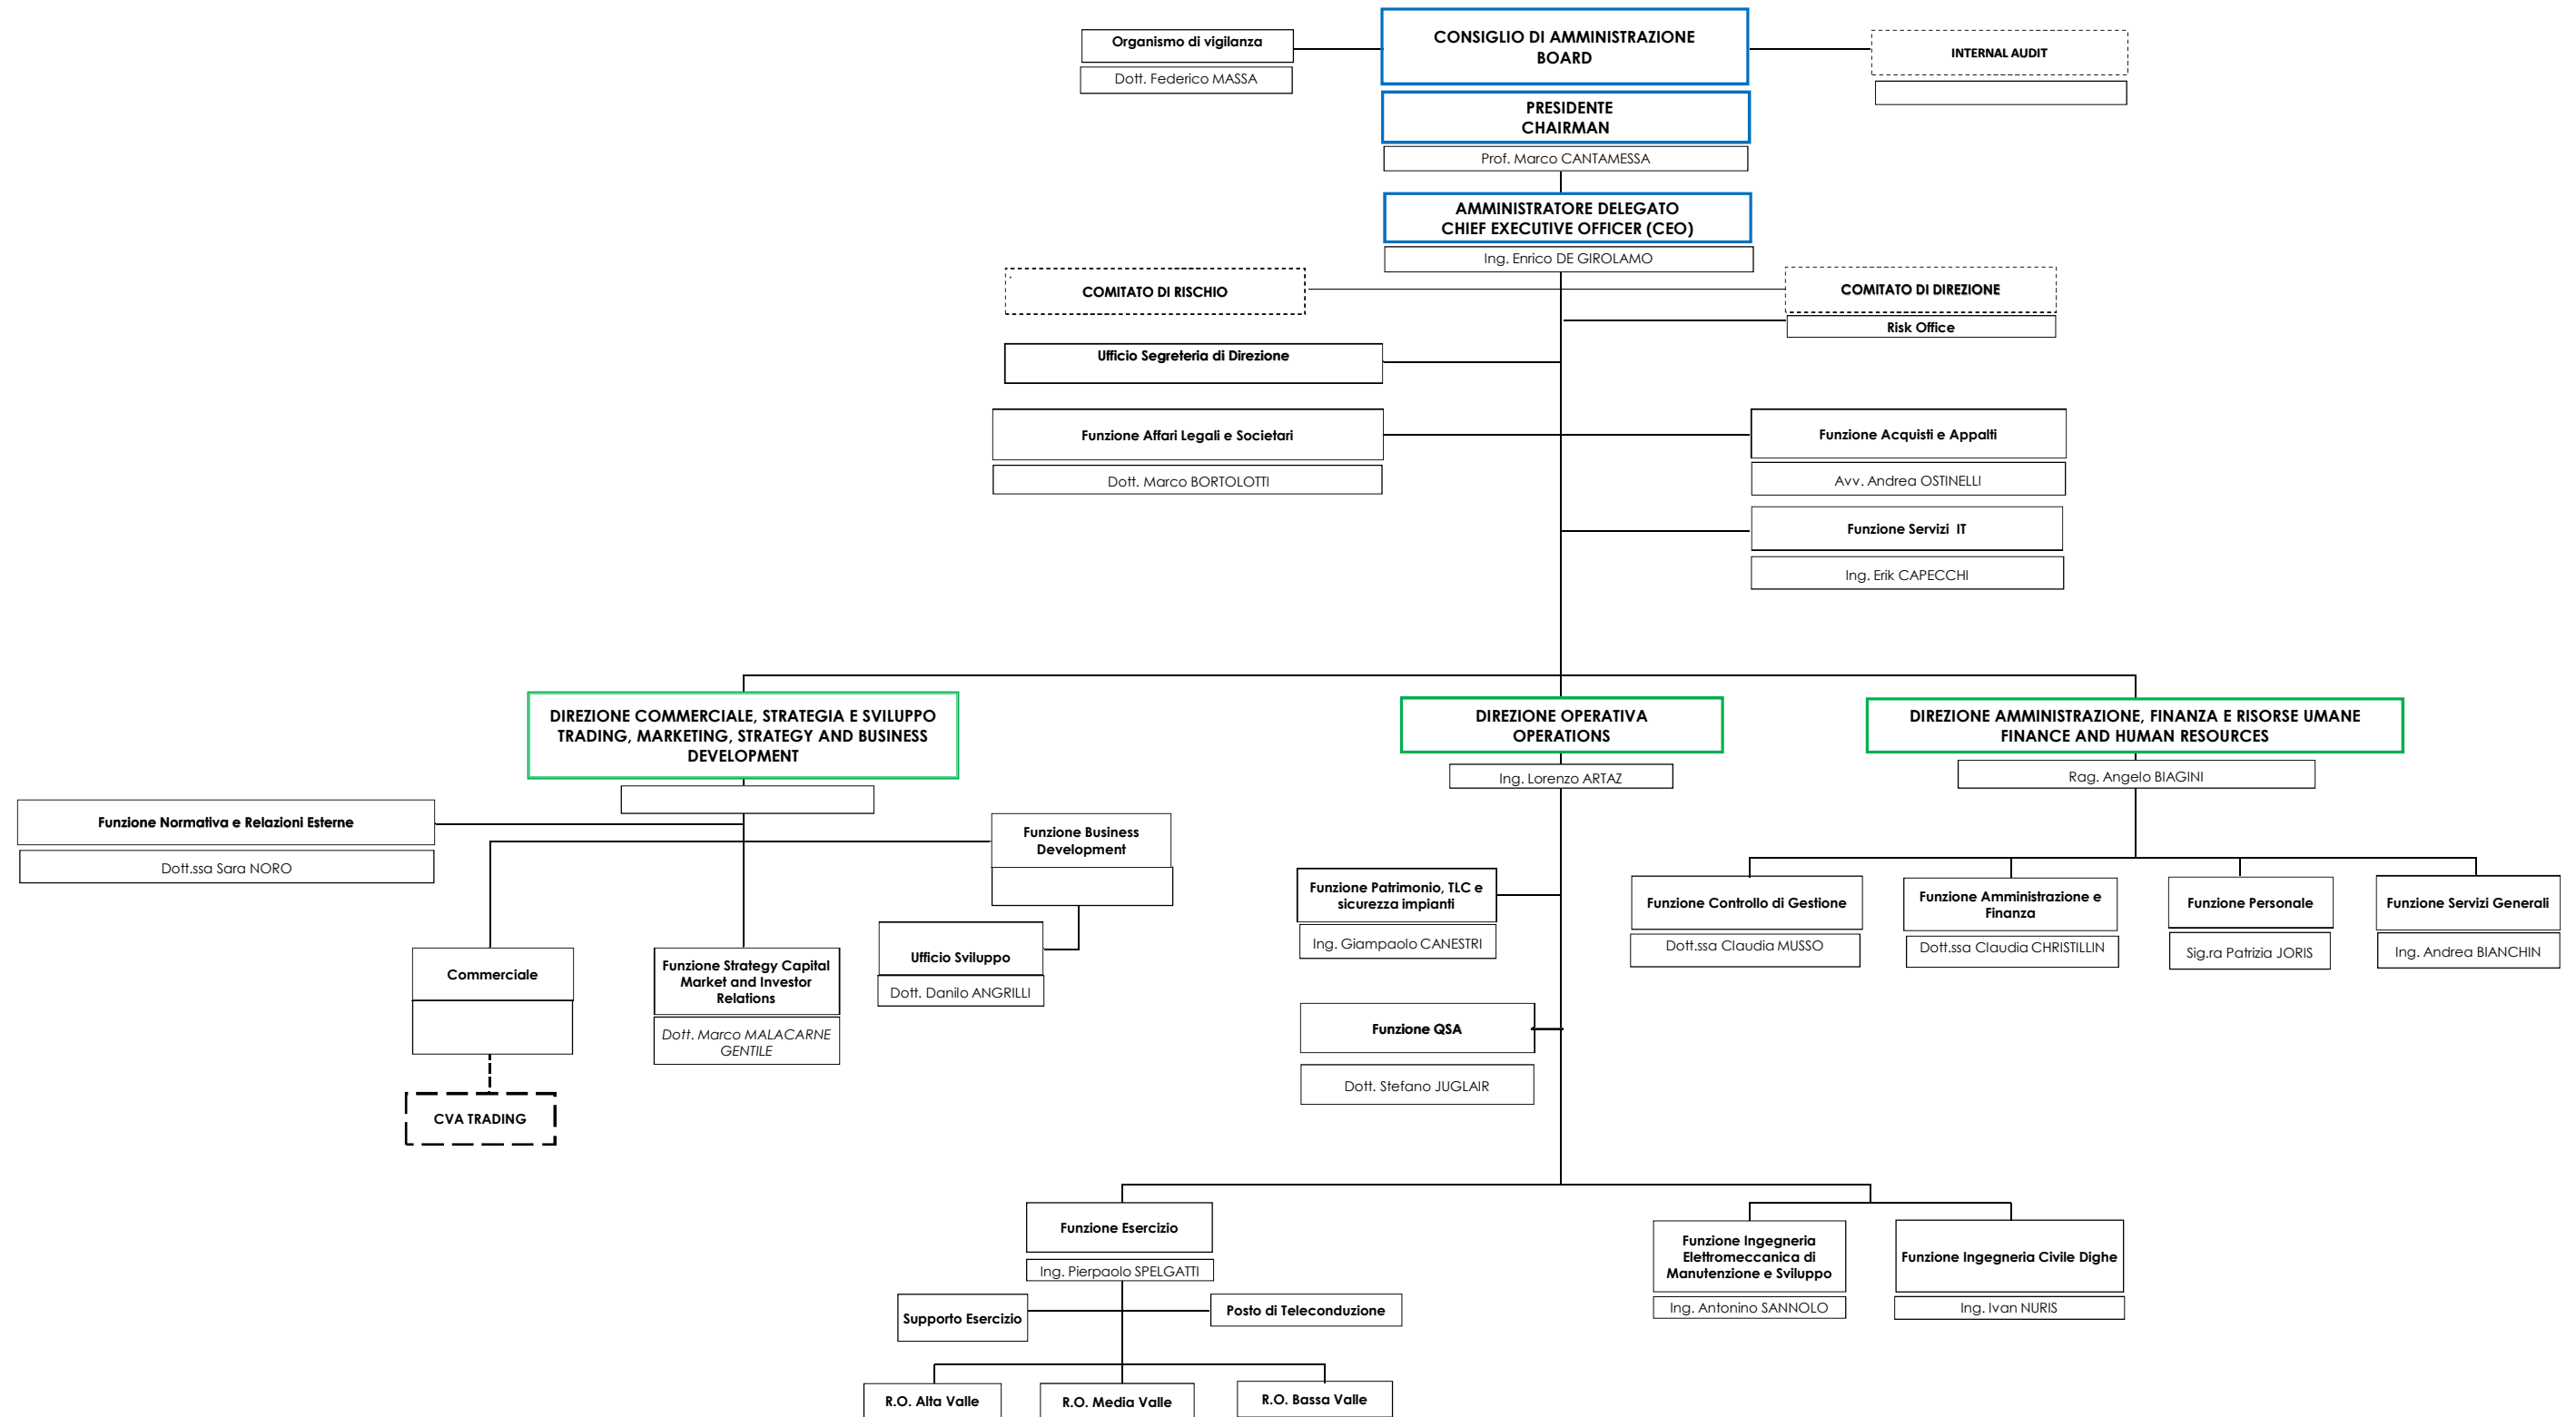 Organismo di vigilanza
Dott. Federico MASSA
CONSIGLIO DI AMMINISTRAZIONE
BOARD
INTERNAL AUDIT
PRESIDENTE
CHAIRMAN
Prof. Marco CANTAMESSA
AMMINISTRATORE DELEGATO
CHIEF EXECUTIVE OFFICER (CEO)
Ing. Enrico DE GIROLAMO
COMITATO DI RISCHIO
COMITATO DI DIREZIONE
Risk Office
Ufficio Segreteria di Direzione
Funzione Affari Legali e Societari
Dott. Marco BORTOLOTTI
Funzione Acquisti e Appalti
Avv. Andrea OSTINELLI
Funzione Servizi IT
Ing. Erik CAPECCHI
DIREZIONE COMMERCIALE, STRATEGIA E SVILUPPO
TRADING, MARKETING, STRATEGY AND BUSINESS
DEVELOPMENT
DIREZIONE OPERATIVA
OPERATIONS
Ing. Lorenzo ARTAZ
DIREZIONE AMMINISTRAZIONE, FINANZA E RISORSE UMANE
FINANCE AND HUMAN RESOURCES
Rag. Angelo BIAGINI
Funzione Normativa e Relazioni Esterne
Dott.ssa Sara NORO
Funzione Business
Development
Commerciale
Funzione Strategy Capital
Market and Investor
Relations
Dott. Marco MALACARNE
GENTILE
Ufficio Sviluppo
Dott. Danilo ANGRILLI
CVA TRADING
Funzione Patrimonio, TLC e
sicurezza impianti
Ing. Giampaolo CANESTRI
Funzione QSA
Dott. Stefano JUGLAIR
Funzione Controllo di Gestione
Dott.ssa Claudia MUSSO
Funzione Amministrazione e
Finanza
Dott.ssa Claudia CHRISTILLIN
Funzione Personale
Sig.ra Patrizia JORIS
Funzione Servizi Generali
Ing. Andrea BIANCHIN
Funzione Esercizio
Ing. Pierpaolo SPELGATTI
Supporto Esercizio
Posto di Teleconduzione
R.O. Alta Valle
R.O. Media Valle
R.O. Bassa Valle
Funzione Ingegneria
Elettromeccanica di
Manutenzione e Sviluppo
Ing. Antonino SANNOLO
Funzione Ingegneria Civile Dighe
Ing. Ivan NURIS